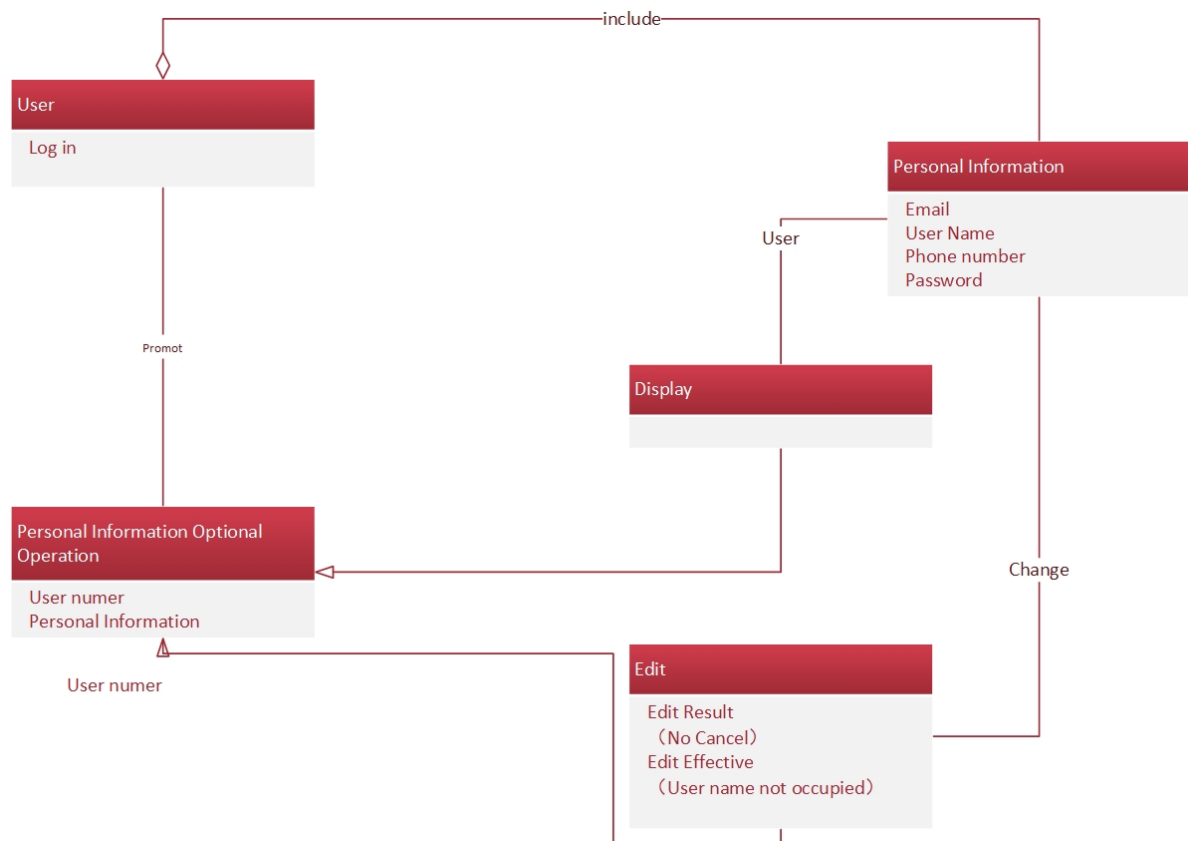 include
User
Log in
Personal Information
Email
User Name
Phone number
Password
User
Promot
Display
Personal Information Optional
Operation
User numer
Personal Information
Change
User numer
Edit
Edit Result
（No Cancel）
Edit Effective
（User name not occupied）